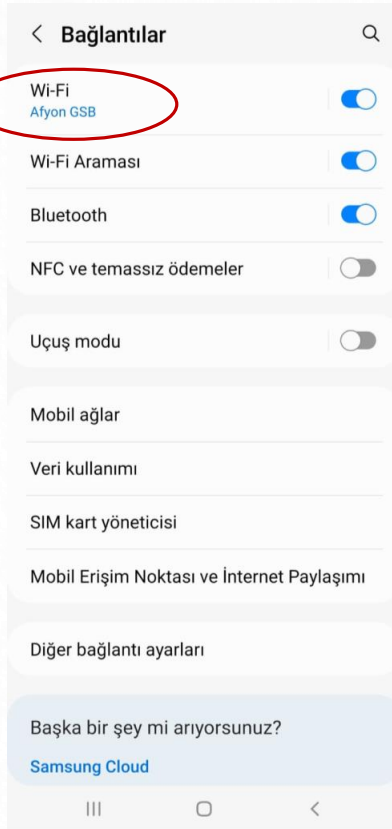 Bağlantılar
Wi-Fi
Afyon GSB
Wi-Fi Araması
Bluetooth
NFC ve temassız ödemeler
Uçuş modu
Mobil ağlar
Veri kullanımı
SIM kart yöneticisi
Mobil Erişim Noktası ve İnternet Paylaşımı
Diğer bağlantı ayarları
Başka bir şey mi arıyorsunuz?
Samsung Cloud